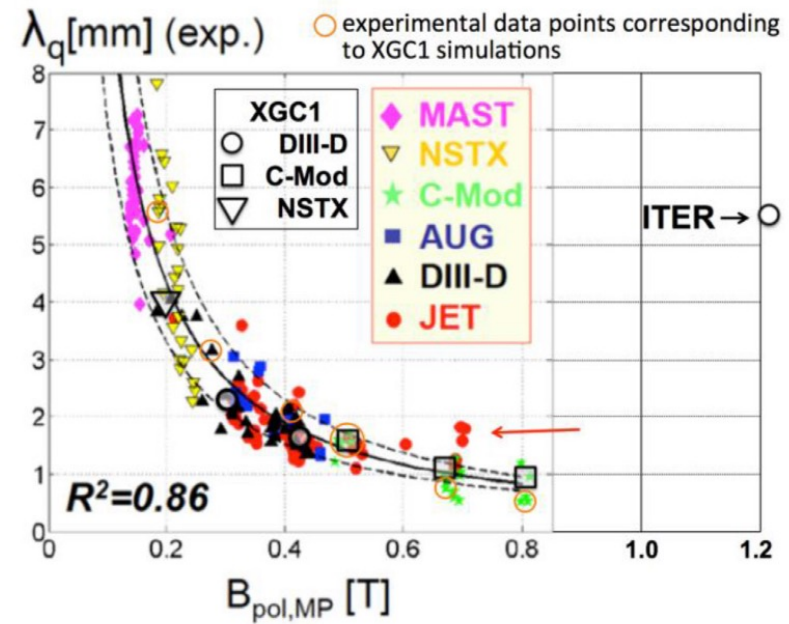 λq[mm] (exp.)
experimental data points corresponding
to XGC1 simulations
8
7
6
5
4
3
2
1
0
XGC1
DIII-D
C-Mod
NSTX
MAST
NSTX
C-Mod
AUG
DIII-D
JET
ITER→
R²=0.86
0 0.2 0.4 0.6 0.8 1.0 1.2
Bpol,MP [T]